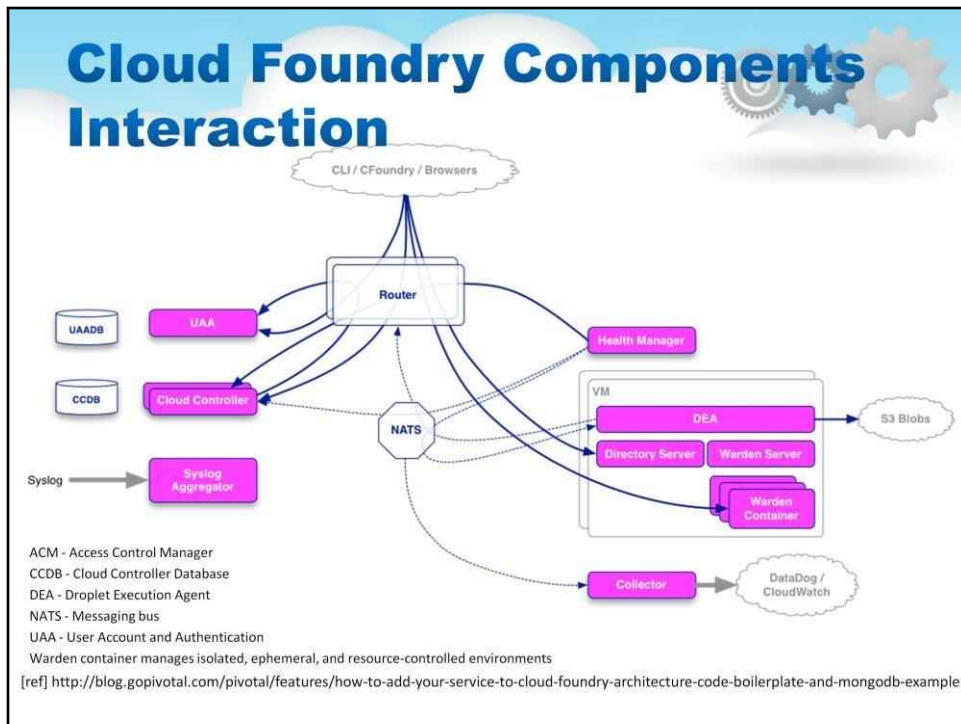 Cloud Foundry Components
Interaction
CLI / CFoundry / Browsers
Router
UAADB
UAA
Health Manager
CCDB
Cloud Controller
NATS
VM
DEA
S3 Blobs
Directory Server
Warden Server
Syslog
Syslog
Aggregator
Warden
Container
Collector
DataDog /
CloudWatch
ACM - Access Control Manager
CCDB - Cloud Controller Database
DEA - Droplet Execution Agent
NATS - Messaging bus
UAA - User Account and Authentication
Warden container manages isolated, ephemeral, and resource-controlled environments
[ref] http://blog.gopivotal.com/pivotal/features/how-to-add-your-service-to-cloud-foundry-architecture-code-boilerplate-and-mongodb-example